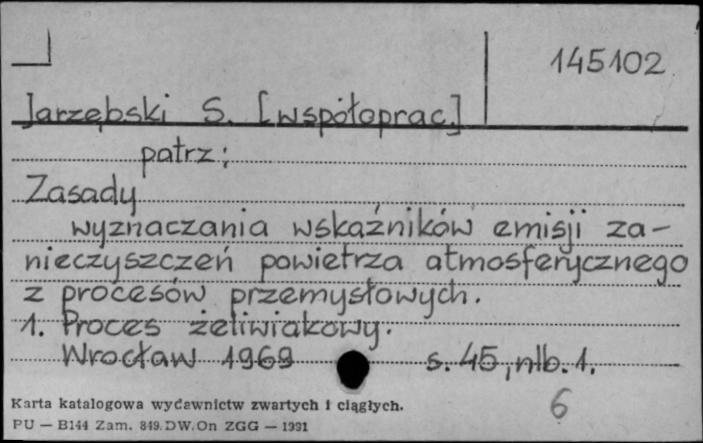 145102
Jarzębski S. [współoprac.]
patrz:
Zasady
wyznaczania wskaźników emisji za-
nieczyszczeń powietrza atmosferycznego
z procesów przemysłowych.
1. Proces żeliwiakowy.
Wrocław 1969 s. 45, nlb. 1.
6
Karta katalogowa wydawnictw zwartych i ciągłych.
PU — B144 Zam. 849. DW. On ZGG — 1991